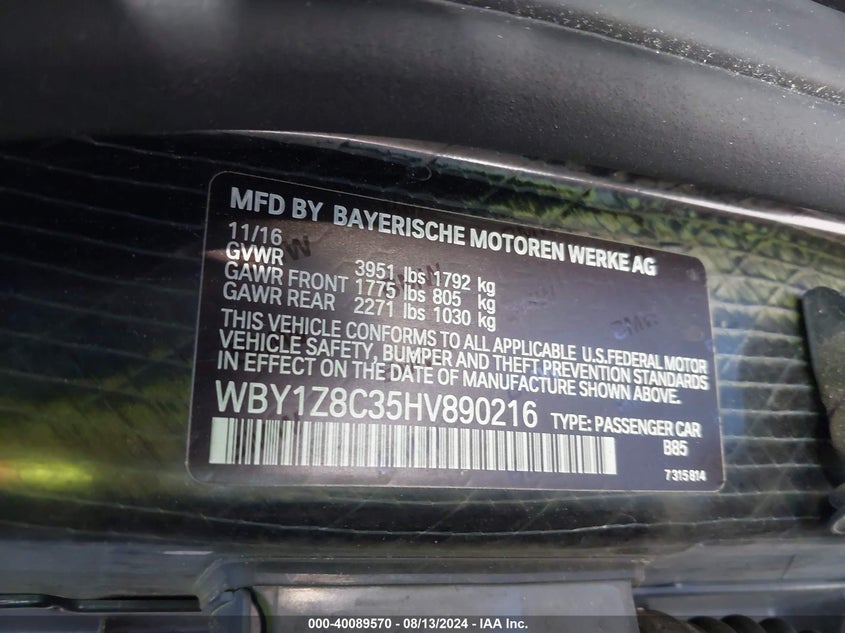 MFD BY BAYERISCHE MOTOREN WERKE AG
11/16
GVWR 3951 lbs 1792 kg
GAWR FRONT 1775 lbs 805 kg
GAWR REAR 2271 lbs 1030 kg
THIS VEHICLE CONFORMS TO ALL APPLICABLE U.S.FEDERAL MOTOR
VEHICLE SAFETY, BUMPER AND THEFT PREVENTION STANDARDS
IN EFFECT ON THE DATE OF MANUFACTURE SHOWN ABOVE.
WBY1Z8C35HV890216 TYPE: PASSENGER CAR
B85
7315814
000-40089570 - 08/13/2024 - IAA Inc.